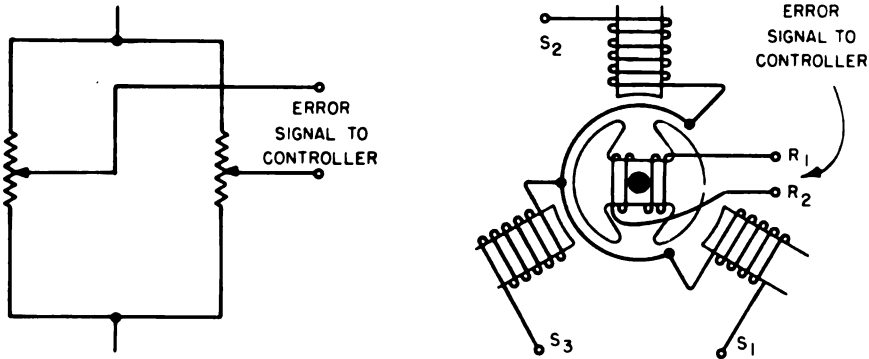 ERROR
SIGNAL TO
CONTROLLER
S2
ERROR
SIGNAL TO
CONTROLLER
R1
R2
S3
S1